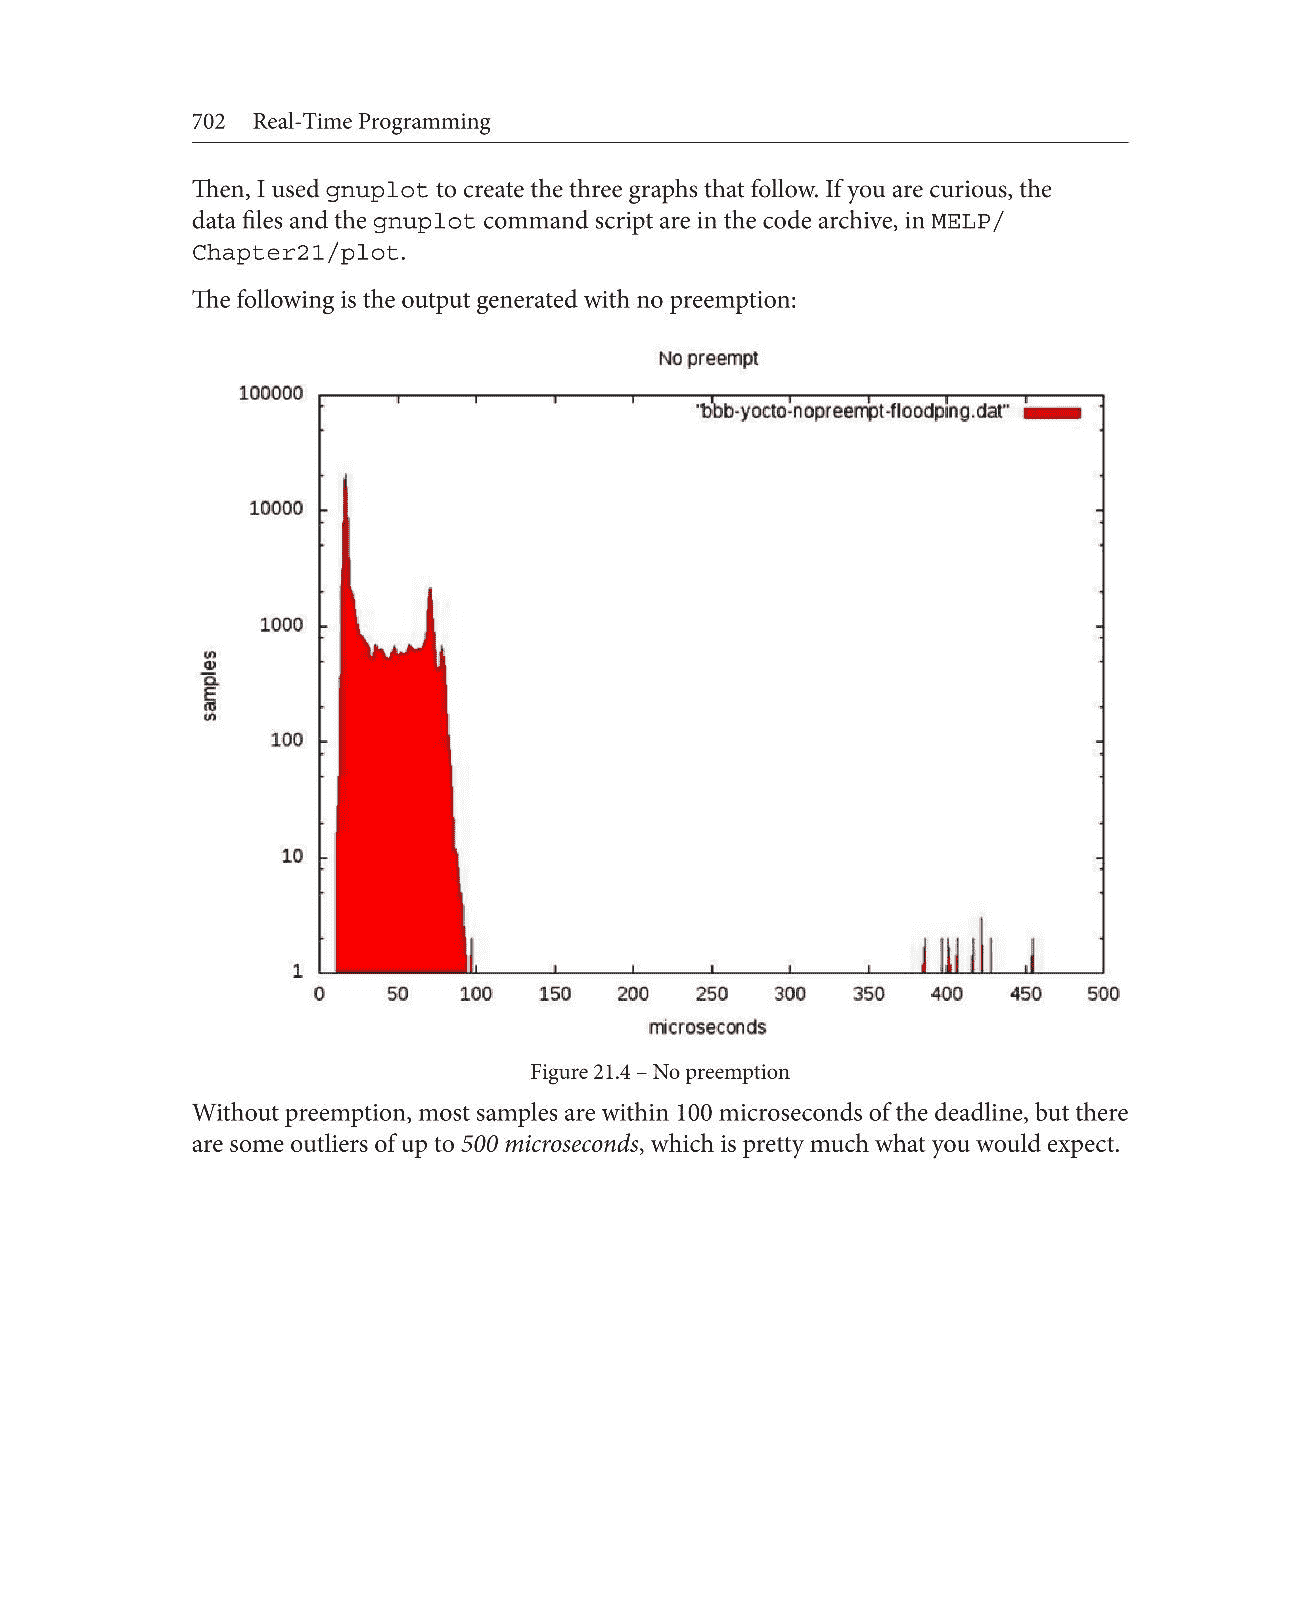 702 Real-Time Programming
Then, I used gnuplot to create the three graphs that follow. If you are curious, the
data files and the gnuplot command script are in the code archive, in MELP/
Chapter21/plot.
The following is the output generated with no preemption:
No preempt
"bbb-yocto-nopreempt-floodping.dat"
100000
10000
1000
100
10
1
samples
0 50 100 150 200 250 300 350 400 450 500
microseconds
Figure 21.4 – No preemption
Without preemption, most samples are within 100 microseconds of the deadline, but there
are some outliers of up to 500 microseconds, which is pretty much what you would expect.